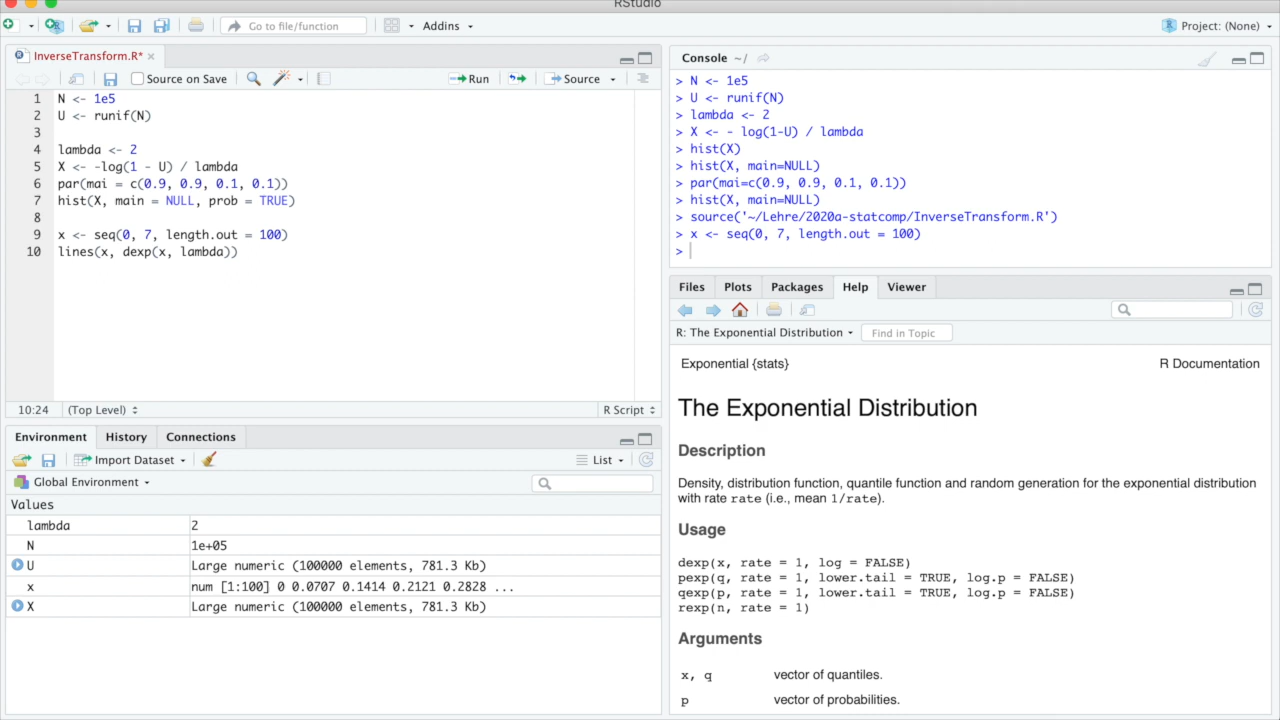 RStudio
Go to file/function
Addins
Project: (None)
InverseTransform.R*
Source on Save
Run
Source
1 N <- 1e5
2 U <- runif(N)
3
4 lambda <- 2
5 X <- -log(1 - U) / lambda
6 par(mai = c(0.9, 0.9, 0.1, 0.1))
7 hist(X, main = NULL, prob = TRUE)
8
9 x <- seq(0, 7, length.out = 100)
10 lines(x, dexp(x, lambda))
10:24 (Top Level) R Script
Console ~/
> N <- 1e5
> U <- runif(N)
> lambda <- 2
> X <- - log(1-U) / lambda
> hist(X)
> hist(X, main=NULL)
> par(mai=c(0.9, 0.9, 0.1, 0.1))
> hist(X, main=NULL)
> source('~/Lehre/2020a-statcomp/InverseTransform.R')
> x <- seq(0, 7, length.out = 100)
>
Environment History Connections
Import Dataset List
Global Environment
Values
lambda 2
N 1e+05
U Large numeric (100000 elements, 781.3 Kb)
x num [1:100] 0 0.0707 0.1414 0.2121 0.2828 ...
X Large numeric (100000 elements, 781.3 Kb)
Files Plots Packages Help Viewer
R: The Exponential Distribution Find in Topic
Exponential {stats} R Documentation
The Exponential Distribution
Description
Density, distribution function, quantile function and random generation for the exponential distribution
with rate rate (i.e., mean 1/rate).
Usage
dexp(x, rate = 1, log = FALSE)
pexp(q, rate = 1, lower.tail = TRUE, log.p = FALSE)
qexp(p, rate = 1, lower.tail = TRUE, log.p = FALSE)
rexp(n, rate = 1)
Arguments
x, q vector of quantiles.
p vector of probabilities.